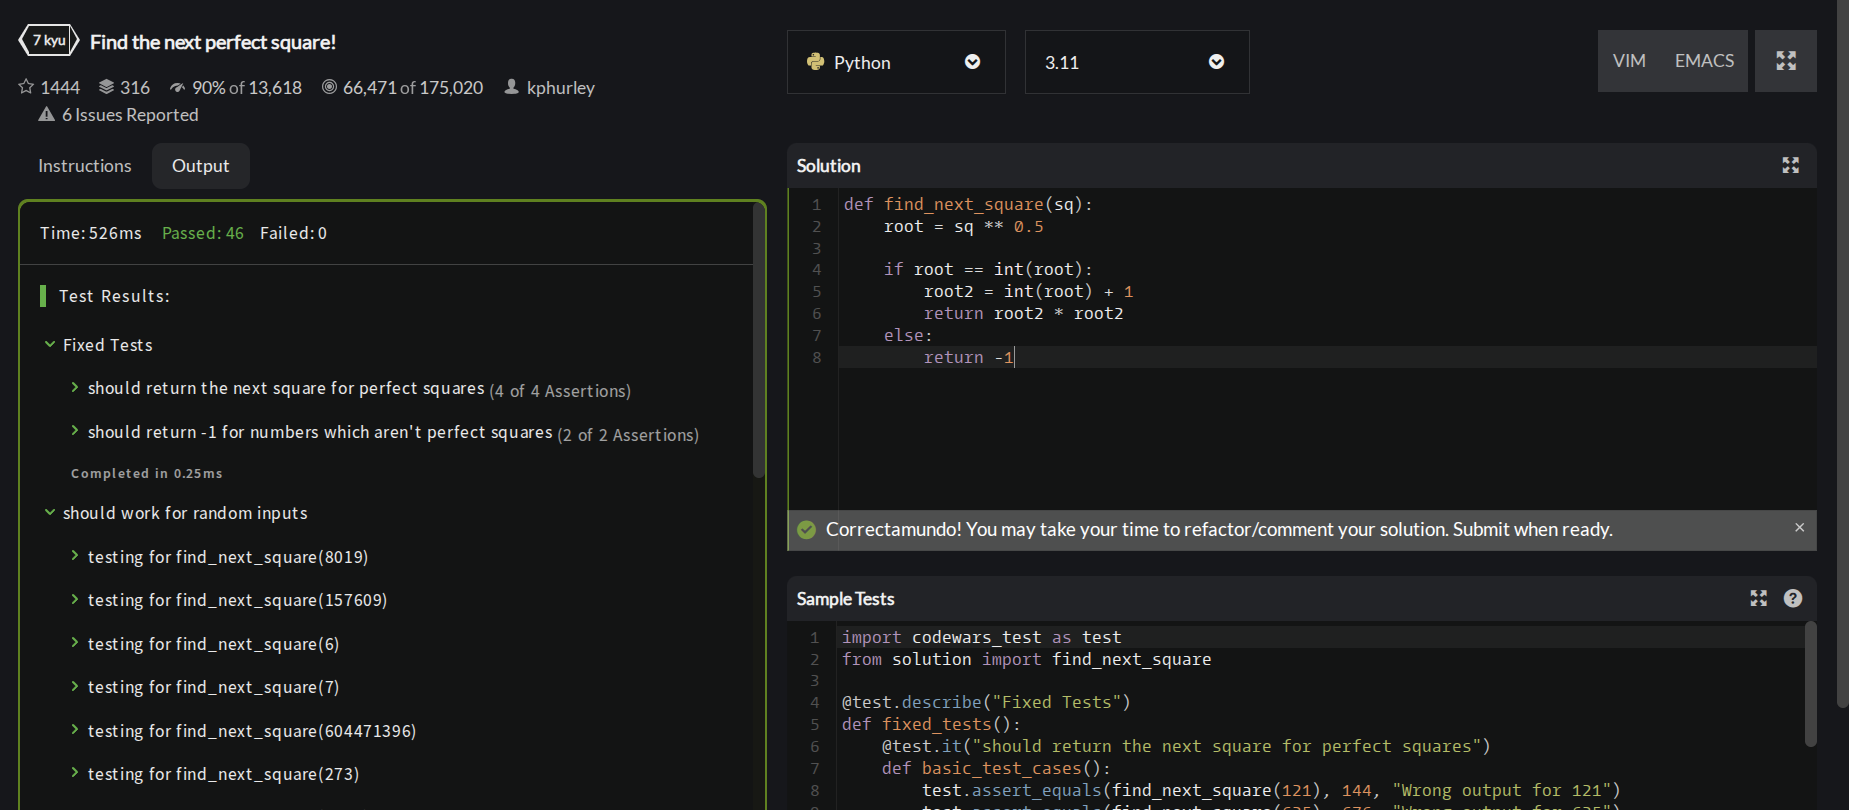 7 kyu Find the next perfect square!
1444 316 90% of 13,618 66,471 of 175,020 kphurley
6 Issues Reported
Instructions Output
Time: 526ms Passed: 46 Failed: 0
Test Results:
Fixed Tests
should return the next square for perfect squares (4 of 4 Assertions)
should return -1 for numbers which aren't perfect squares (2 of 2 Assertions)
Completed in 0.25ms
should work for random inputs
testing for find_next_square(8019)
testing for find_next_square(157609)
testing for find_next_square(6)
testing for find_next_square(7)
testing for find_next_square(604471396)
testing for find_next_square(273)
Python 3.11 VIM EMACS
Solution
1 def find_next_square(sq):
2 root = sq ** 0.5
3
4 if root == int(root):
5 root2 = int(root) + 1
6 return root2 * root2
7 else:
8 return -1
Correctamundo! You may take your time to refactor/comment your solution. Submit when ready. ×
Sample Tests ?
1 import codewars_test as test
2 from solution import find_next_square
3
4 @test.describe("Fixed Tests")
5 def fixed_tests():
6 @test.it("should return the next square for perfect squares")
7 def basic_test_cases():
8 test.assert_equals(find_next_square(121), 144, "Wrong output for 121")